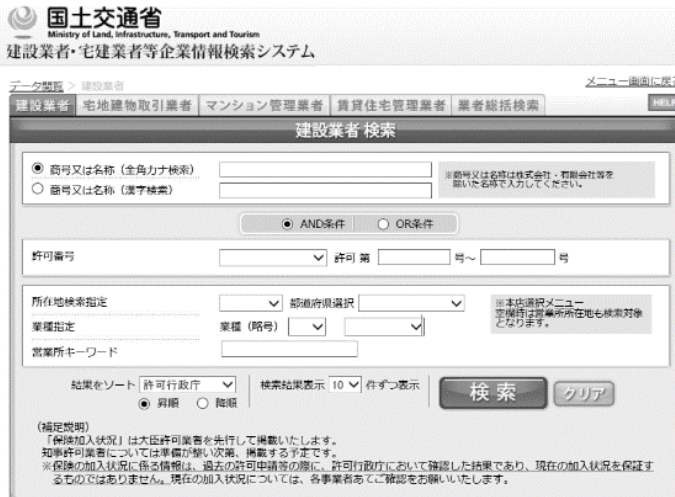 国土交通省
Ministry of Land, Infrastructure, Transport and Tourism
建設業者・宅建業者等企業情報検索システム
データ閲覧 > 建設業者
メニュー画面に戻
建設業者 宅地建物取引業者 マンション管理業者 賃貸住宅管理業者 業者総括検索 HELP
建設業者 検索
商号又は名称（全角カナ検索）
商号又は名称（漢字検索）
※商号又は名称は株式会社・有限会社等を
除いた名称で入力してください。
AND条件 OR条件
許可番号 許可 第 号～ 号
所在地検索指定 都道府県選択
※本店選択メニュー
空欄時は営業所所在地も検索対象
となります。
業種指定 業種（略号）
営業所キーワード
結果をソート 許可行政庁 検索結果表示 10 件ずつ表示 検索 クリア
昇順 降順
（補足説明）
「保険加入状況」は大臣許可業者を先行して掲載いたします。
知事許可業者については準備が整い次第、掲載する予定です。
※保険の加入状況に係る情報は、過去の許可申請等の際に、許可行政庁において確認した結果であり、現在の加入状況を保証す
るものではありません。現在の加入状況については、各事業者あてご確認をお願いいたします。